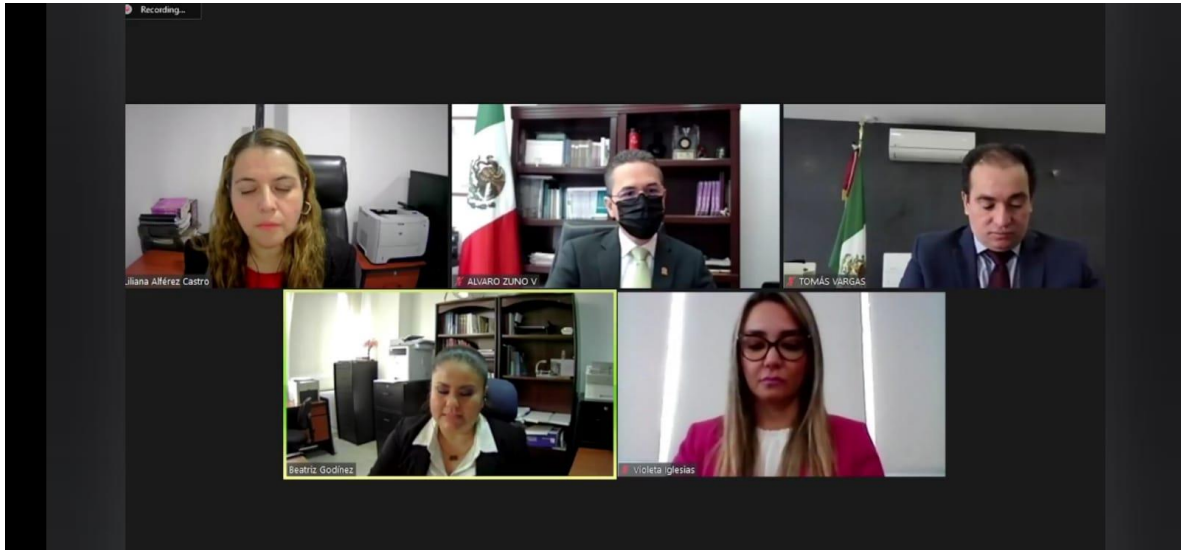 Recording...
Liliana Alférez Castro
ALVARO ZUNO V
TOMÁS VARGAS
Beatriz Godínez
Violeta Iglesias